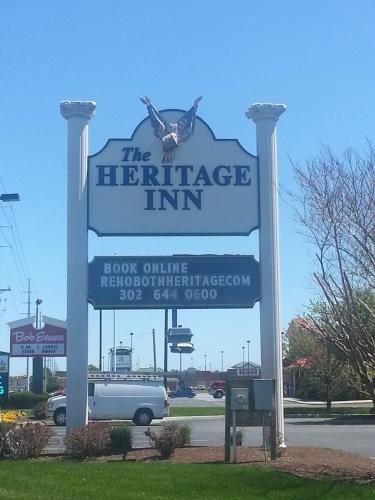 The
HERITAGE
INN
BOOK ONLINE
REHOBOTHHERITAGECOM
302 644 0600
Bob Evans